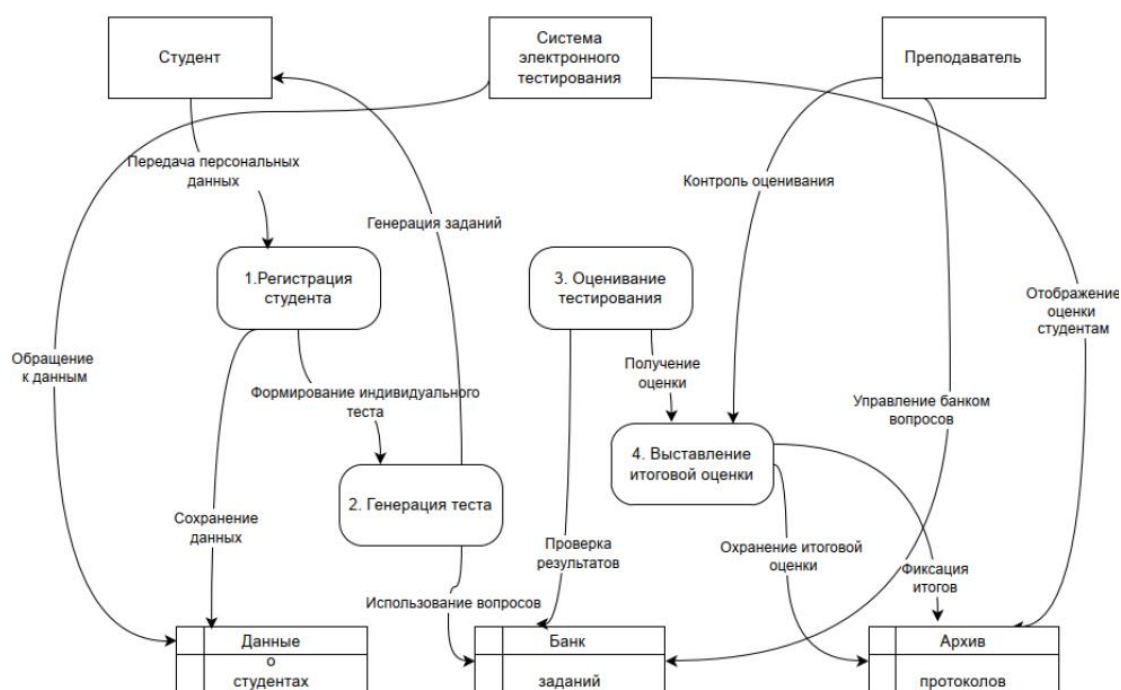 Студент
Система
электронного
тестирования
Преподаватель
Передача персональных
данных
Контроль оценивания
Генерация заданий
1.Регистрация
студента
3. Оценивание
тестирования
Отображение
оценки
студентам
Обращение
к данным
Получение
оценки
Формирование индивидуального
теста
Управление банком
вопросов
4. Выставление
итоговой оценки
2. Генерация теста
Сохранение
данных
Проверка
результатов
Охранение итоговой
оценки
Фиксация
итогов
Использование вопросов
Данные
о
студентах
Банк
заданий
Архив
протоколов